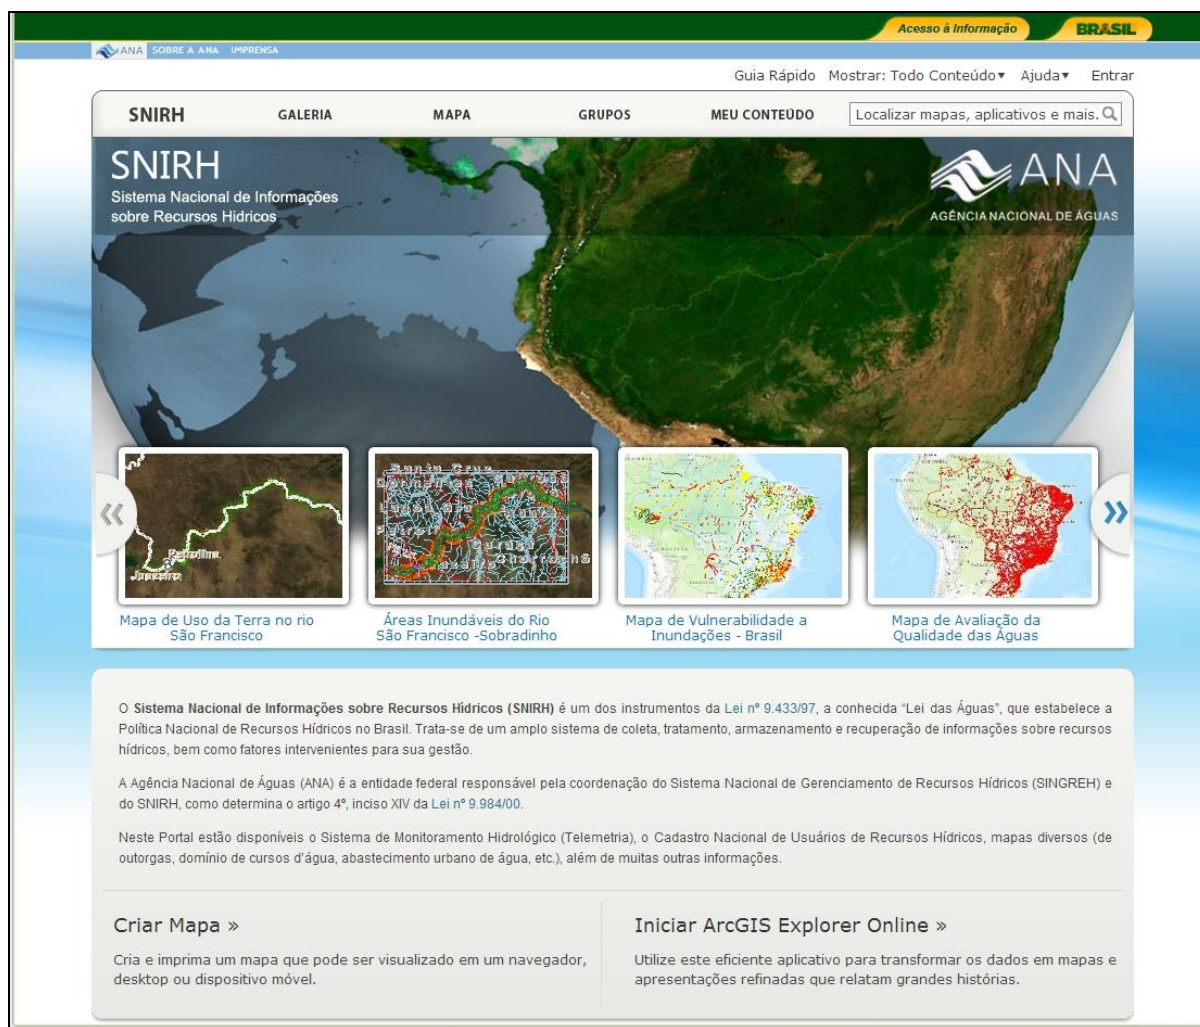 Acesso à Informação BRASIL
ANA SOBRE A ANA IMPRENSA
Guia Rápido Mostrar: Todo Conteúdo▾ Ajuda▾ Entrar
SNIRH GALERIA MAPA GRUPOS MEU CONTEÚDO Localizar mapas, aplicativos e mais.
SNIRH
Sistema Nacional de Informações
sobre Recursos Hídricos
ANA
AGÊNCIA NACIONAL DE ÁGUAS
Petrolina
Juazeiro
Santa Cruz
Mapa de Uso da Terra no rio
São Francisco
Áreas Inundáveis do Rio
São Francisco -Sobradinho
Mapa de Vulnerabilidade a
Inundações - Brasil
Mapa de Avaliação da
Qualidade das Águas
O Sistema Nacional de Informações sobre Recursos Hídricos (SNIRH) é um dos instrumentos da Lei nº 9.433/97, a conhecida “Lei das Águas”, que estabelece a
Política Nacional de Recursos Hídricos no Brasil. Trata-se de um amplo sistema de coleta, tratamento, armazenamento e recuperação de informações sobre recursos
hídricos, bem como fatores intervenientes para sua gestão.
A Agência Nacional de Águas (ANA) é a entidade federal responsável pela coordenação do Sistema Nacional de Gerenciamento de Recursos Hídricos (SINGREH) e
do SNIRH, como determina o artigo 4º, inciso XIV da Lei nº 9.984/00.
Neste Portal estão disponíveis o Sistema de Monitoramento Hidrológico (Telemetria), o Cadastro Nacional de Usuários de Recursos Hídricos, mapas diversos (de
outorgas, domínio de cursos d’água, abastecimento urbano de água, etc.), além de muitas outras informações.
Criar Mapa »
Cria e imprima um mapa que pode ser visualizado em um navegador,
desktop ou dispositivo móvel.
Iniciar ArcGIS Explorer Online »
Utilize este eficiente aplicativo para transformar os dados em mapas e
apresentações refinadas que relatam grandes histórias.